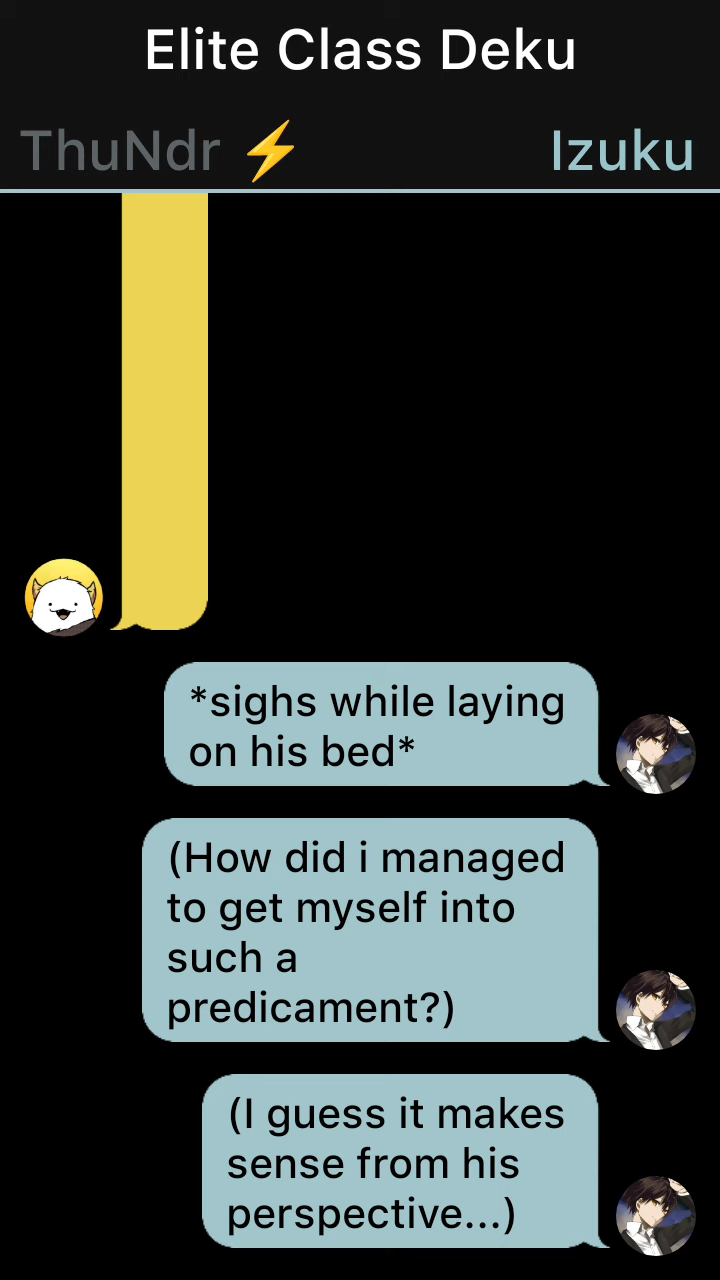 Elite Class Deku
ThuNdr ⚡ Izuku
*sighs while laying
on his bed*
(How did i managed
to get myself into
such a
predicament?)
(I guess it makes
sense from his
perspective...)